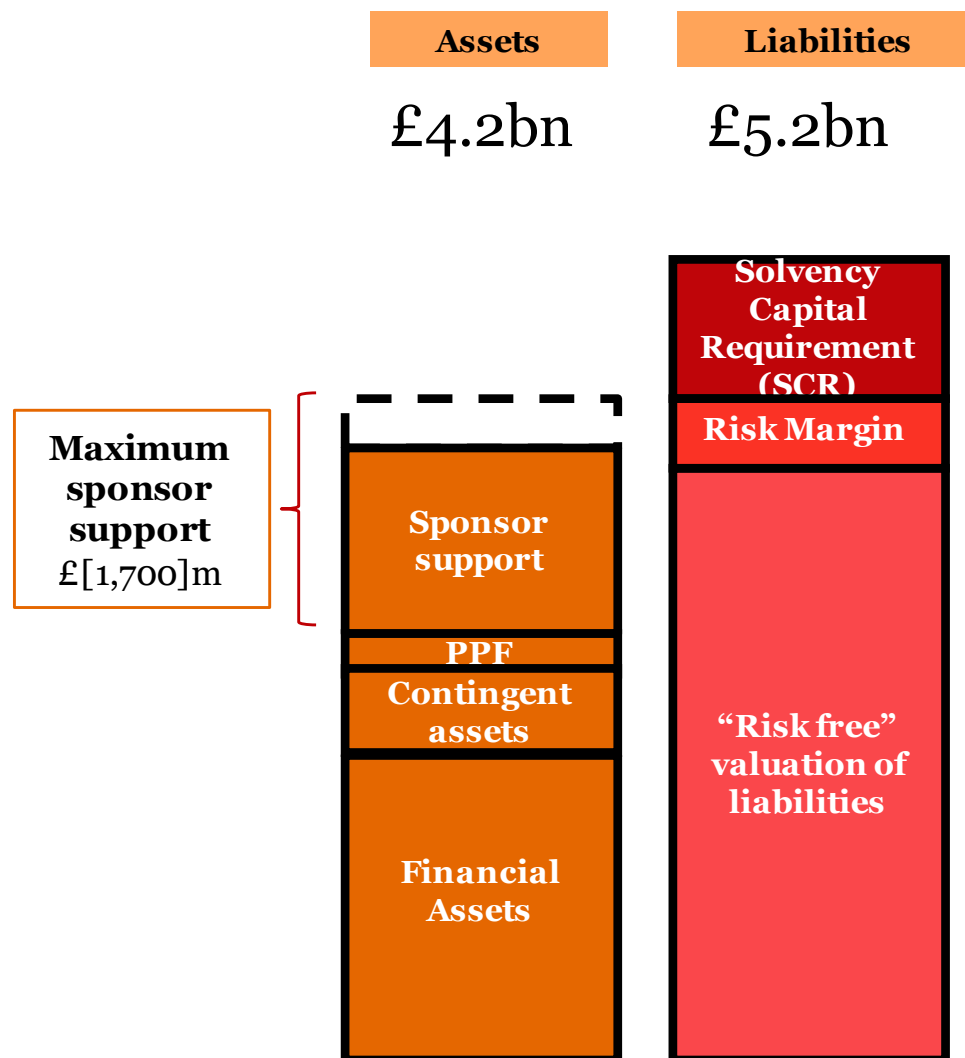 Assets
Liabilities
£4.2bn
£5.2bn
Solvency
Capital
Requirement
(SCR)
Risk Margin
“Risk free”
valuation of
liabilities
Maximum
sponsor
support
£[1,700]m
Sponsor
support
PPF
Contingent
assets
Financial
Assets